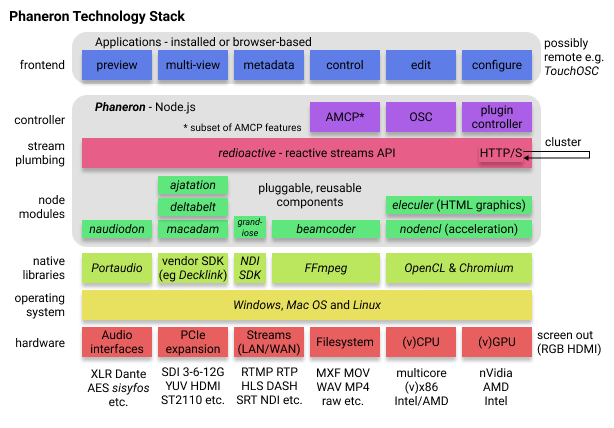 Phaneron Technology Stack
Applications - installed or browser-based
frontend
preview
multi-view
metadata
control
edit
configure
possibly
remote e.g.
TouchOSC
Phaneron - Node.js
controller
* subset of AMCP features
AMCP*
OSC
plugin
controller
stream
plumbing
redioactive - reactive streams API
HTTP/S
cluster
node
modules
ajatation
deltabelt
pluggable, reusable
components
eleculer (HTML graphics)
naudiodon
macadam
grand-
iose
beamcoder
nodencl (acceleration)
native
libraries
Portaudio
vendor SDK
(eg Decklink)
NDI
SDK
FFmpeg
OpenCL & Chromium
operating
system
Windows, Mac OS and Linux
hardware
Audio
interfaces
PCIe
expansion
Streams
(LAN/WAN)
Filesystem
(v)CPU
(v)GPU
screen out
(RGB HDMI)
XLR Dante
AES sisyfos
etc.
SDI 3-6-12G
YUV HDMI
ST2110 etc.
RTMP RTP
HLS DASH
SRT NDI etc.
MXF MOV
WAV MP4
raw etc.
multicore
(v)x86
Intel/AMD
nVidia
AMD
Intel